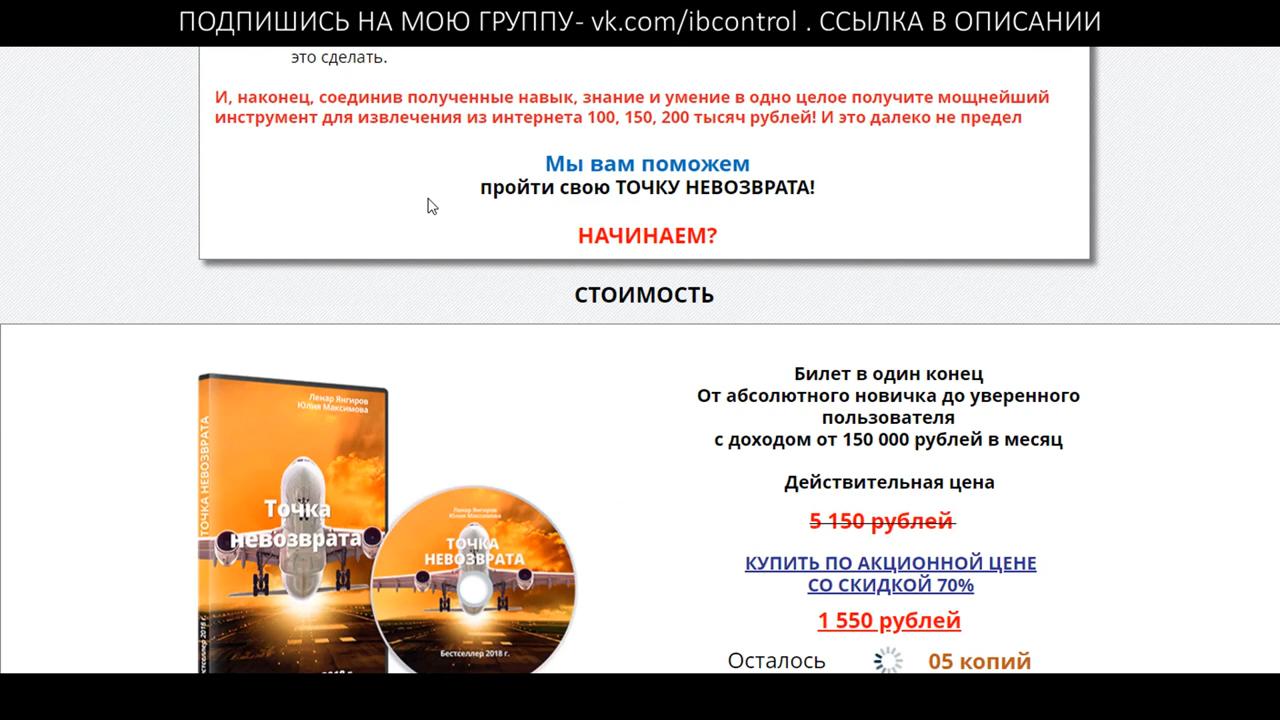 ПОДПИШИСЬ НА МОЮ ГРУППУ- vk.com/ibcontrol . ССЫЛКА В ОПИСАНИИ
это сделать.
И, наконец, соединив полученные навык, знание и умение в одно целое получите мощнейший
инструмент для извлечения из интернета 100, 150, 200 тысяч рублей! И это далеко не предел
Мы вам поможем
пройти свою ТОЧКУ НЕВОЗВРАТА!
НАЧИНАЕМ?
СТОИМОСТЬ
Ленар Янгиров
Юлия Максимова
ТОЧКА НЕВОЗВРАТА
Точка
невозврата
Бестселлер 2018 г.
Ленар Янгиров
Юлия Максимова
ТОЧКА
НЕВОЗВРАТА
Бестселлер 2018 г.
Билет в один конец
От абсолютного новичка до уверенного
пользователя
с доходом от 150 000 рублей в месяц
Действительная цена
5 150 рублей
КУПИТЬ ПО АКЦИОННОЙ ЦЕНЕ
СО СКИДКОЙ 70%
1 550 рублей
Осталось 05 копий